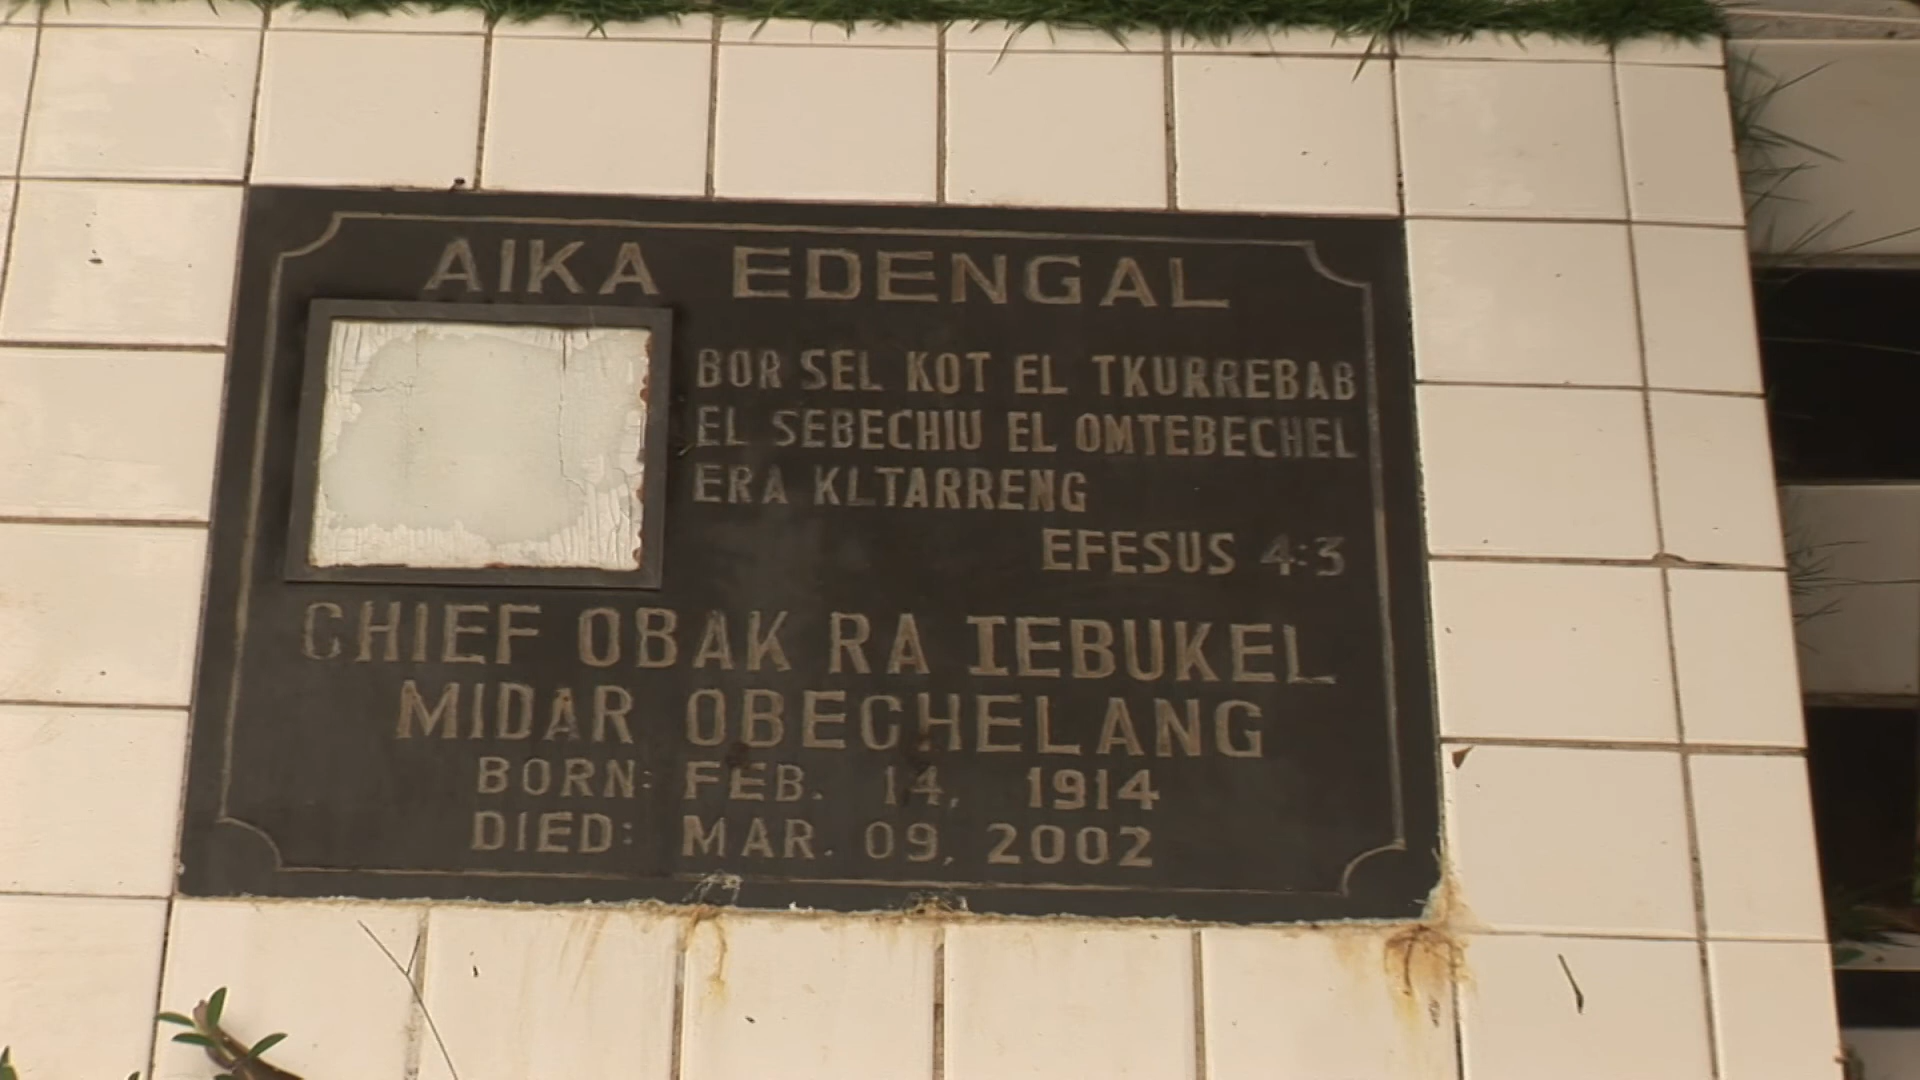 AIKA EDENGAL
BOR SEL KOT EL TKURREBAB
EL SEBECHIU EL OMTEBECHEL
ERA KLTARRENG
EFESUS 4:3
CHIEF OBAK RA IEBUKEL
MIDAR OBECHELANG
BORN: FEB. 14, 1914
DIED: MAR. 09, 2002